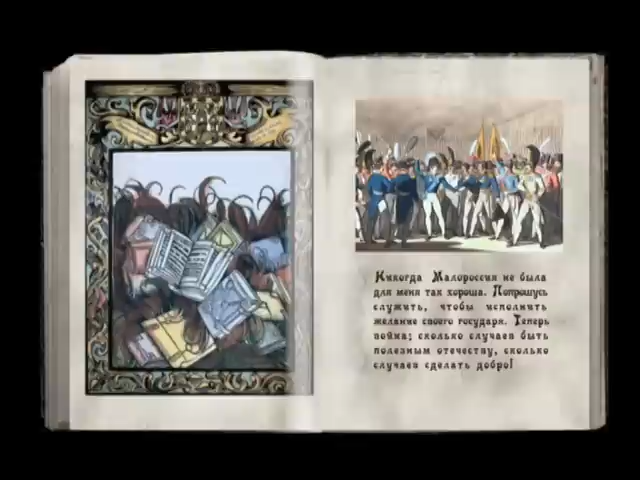 Никогда Малороссия не была
для меня так хороша. Попрошусь
служить, чтобы исполнить
желание своего государя. Теперь
война; сколько случаев быть
полезным отечеству, сколько
случаев сделать добро!